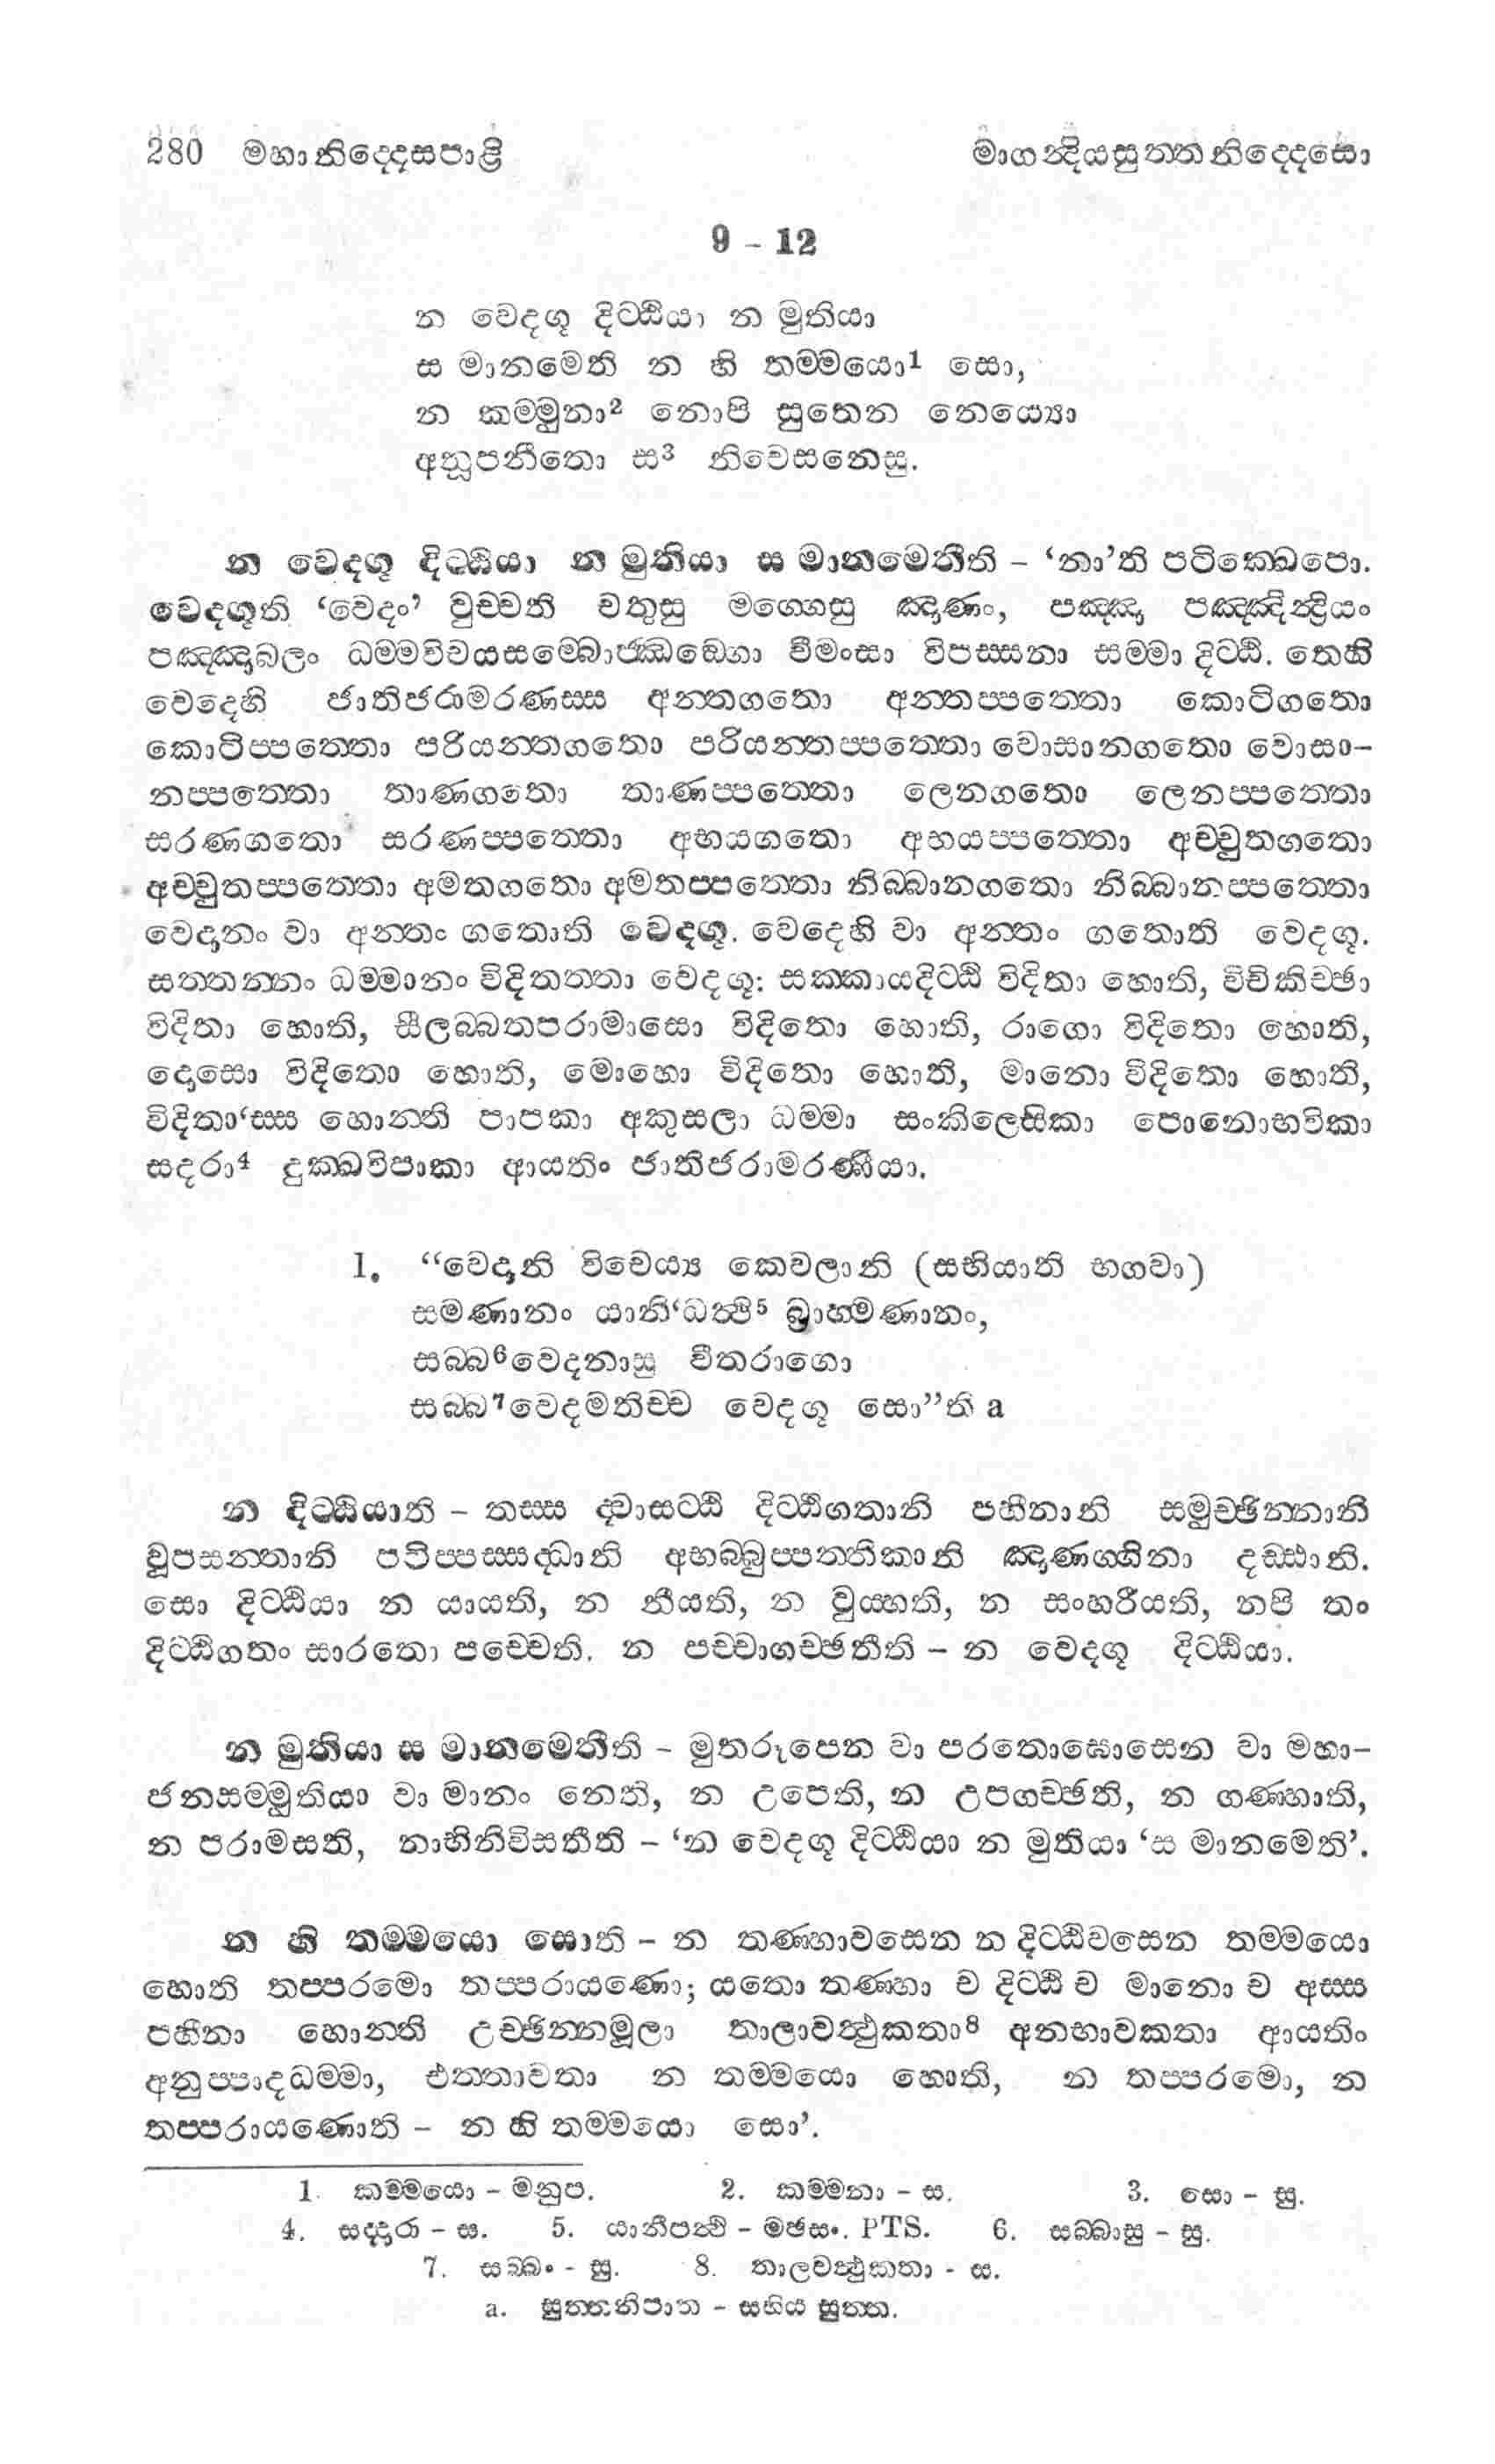 280 මහානිද්දෙසපාළි මාගන්දියසුත්තනිද්දෙසො
9 - 12
න වෙදගූ දිට්ඨියා න මුතියා
ස මානමෙති න හි තම්මයො1 සො,
න කම්මුනා2 නොපි සුතෙන නෙය්‍යො
අනූපනීතො ස3 නිවෙසනෙසු.
න වෙදගූ දිට්ඨියා න මුතියා ස මානමෙතීති - ‘නා’ති පටික්ඛෙපො.
වෙදගූති ‘වෙදං’ වුච්චති චතුසු මග්ගෙසු ඤාණං, පඤ්ඤා පඤ්ඤින්ද්‍රියං
පඤ්ඤාබලං ධම්මවිචයසම්බොජ්ඣඞ්ගො වීමංසා විපස්සනා සම්මා දිට්ඨි. තෙහි
වෙදෙහි ජාතිජරාමරණස්ස අන්තගතො අන්තප්පත්තො කොටිගතො
කොටිප්පත්තො පරියන්තගතො පරියන්තප්පත්තො වොසානගතො වොසා-
නප්පත්තො තාණගතො තාණප්පත්තො ලෙනගතො ලෙනප්පත්තො
සරණගතො සරණප්පත්තො අභයගතො අභයප්පත්තො අච්චුතගතො
අච්චුතප්පත්තො අමතගතො අමතප්පත්තො නිබ්බානගතො නිබ්බානප්පත්තො
වෙදානං වා අන්තං ගතොති වෙදගූ. වෙදෙහි වා අන්තං ගතොති වෙදගූ.
සත්තන්නං ධම්මානං විදිතත්තා වෙදගූ: සක්කායදිට්ඨි විදිතා හොති, විචිකිච්ඡා
විදිතා හොති, සීලබ්බතපරාමාසො විදිතො හොති, රාගො විදිතො හොති,
දොසො විදිතො හොති, මොහො විදිතො හොති, මානො විදිතො හොති,
විදිතා‘ස්ස හොන්ති පාපකා අකුසලා ධම්මා සංකිලෙසිකා පොනොභවිකා
සදරා4 දුක්ඛවිපාකා ආයතිං ජාතිජරාමරණීයා.
1. “වෙදානි විචෙය්‍ය කෙවලානි (සභියාති භගවා)
සමණානං යානි‘ධත්ථි5 බ්‍රාහ්මණානං,
සබ්බ6වෙදනාසු වීතරාගො
සබ්බ7වෙදමතිච්ච වෙදගූ සො”ති a
න දිට්ඨියාති - තස්ස ද්වාසට්ඨි දිට්ඨිගතානි පහීනානි සමුච්ඡින්නානි
වූපසන්තානි පටිප්පස්සද්ධානි අභබ්බුප්පත්තිකානි ඤාණග්ගිනා දඩ්ඪානි.
සො දිට්ඨියා න යායති, න නීයති, න වුය්හති, න සංහරීයති, නපි තං
දිට්ඨිගතං සාරතො පච්චෙති. න පච්චාගච්ඡතීති - න වෙදගූ දිට්ඨියා.
න මුතියා ස මානමෙතීති - මුතරූපෙන වා පරතොඝොසෙන වා මහා-
ජනසම්මුතියා වා මානං නෙති, න උපෙති, න උපගච්ඡති, න ගණ්හාති,
න පරාමසති, නාභිනිවිසතීති - ‘න වෙදගූ දිට්ඨියා න මුතියා ‘ස මානමෙති’.
න හි තම්මයො සොති - න තණ්හාවසෙන න දිට්ඨිවසෙන තම්මයො
හොති තප්පරමො තප්පරායණො; යතො තණ්හා ච දිට්ඨි ච මානො ච අස්ස
පහීනා හොන්ති උච්ඡින්නමූලා තාලාවත්ථුකතා8 අනභාවකතා ආයතිං
අනුප්පාදධම්මා, එත්තාවතා න තම්මයො හොති, න තප්පරමො, න
තප්පරායණොති - න හි තම්මයො සො’.
1. කම්මයො - මනුප. 2. කම්මනා - ස. 3. සො - සු.
4. සද්දරා - ස. 5. යානීපත්ථි - මඡසං. PTS. 6. සබ්බාසු - සු.
7. සබ්බං - සු. 8. තාලවත්ථුකතා - ස.
a. සුත්තනිපාත - සභිය සුත්ත.